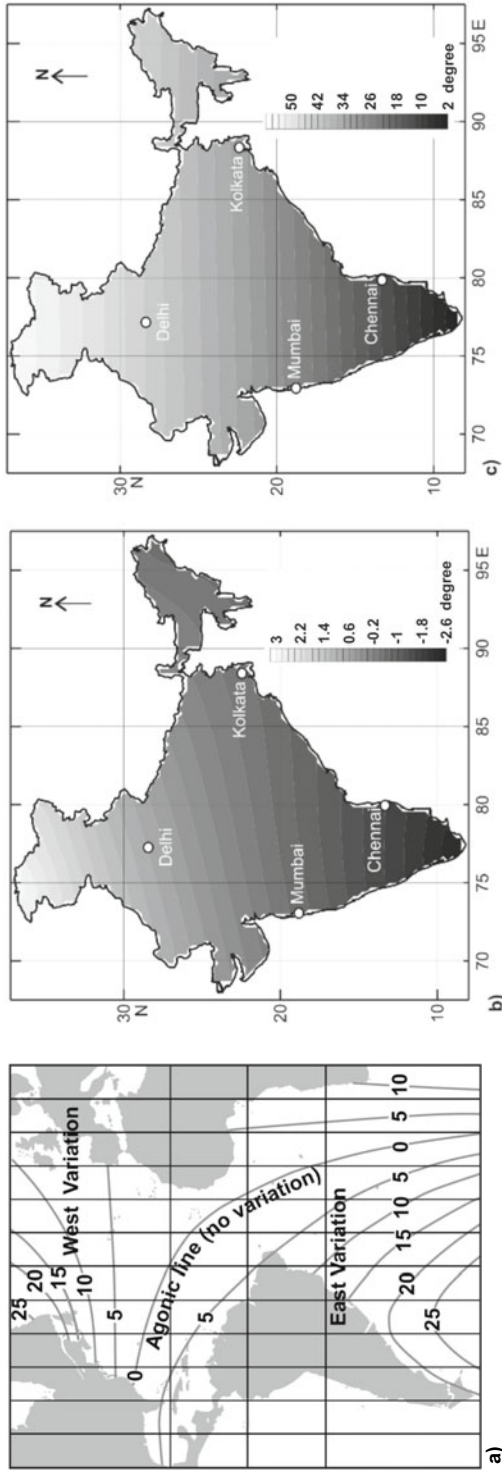 25
20
15
10
5
0
West Variation
Agonic line (no variation)
5
East Variation
5
0
5
10
10
15
20
25
a)
30
N
20
10
70
75
80
85
90
95 E
N
Delhi
Kolkata
Mumbai
Chennai
3
2.2
1.4
0.6
-0.2
-1
-1.8
-2.6 degree
b)
30
N
20
10
70
75
80
85
90
95 E
N
Delhi
Kolkata
Mumbai
Chennai
50
42
34
26
18
10
2 degree
c)